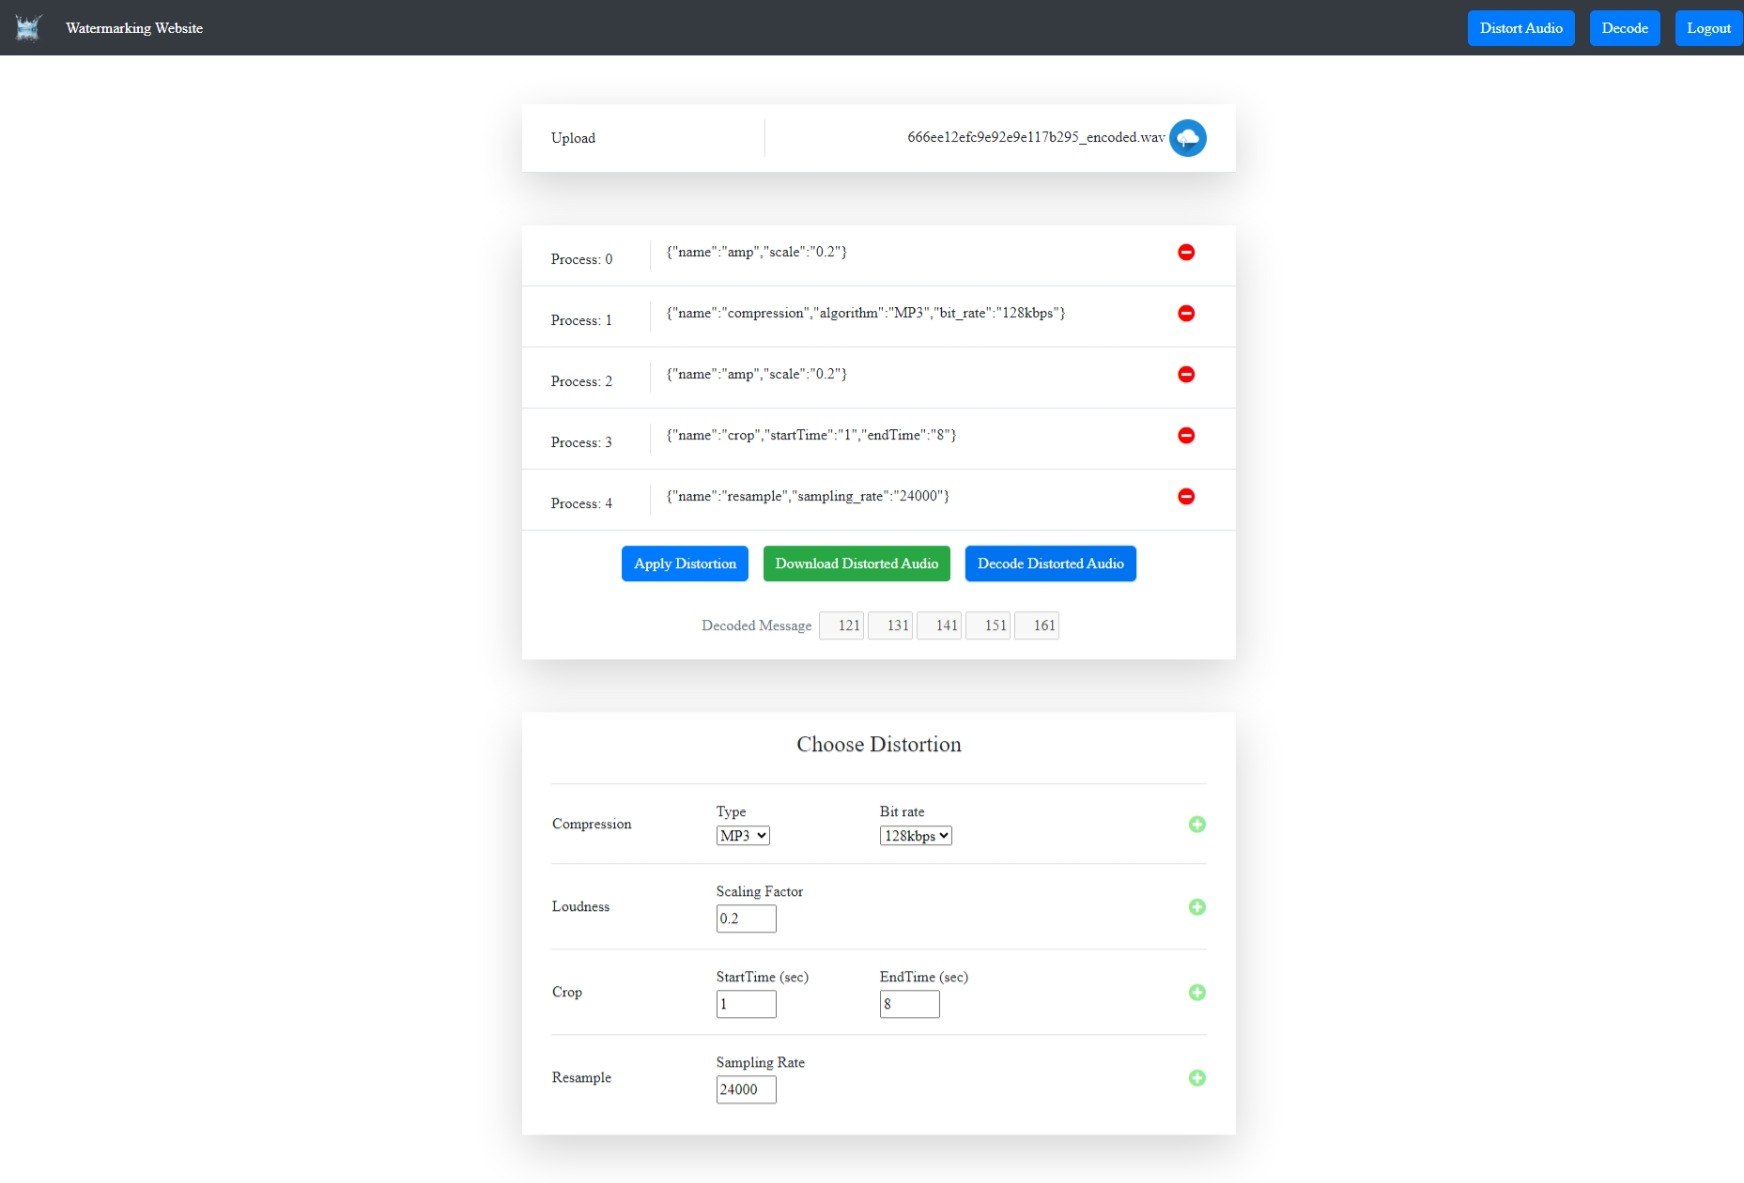 Watermarking Website
Distort Audio
Decode
Logout
Upload
666ee12efc9e92e9e117b295_encoded.wav
Process: 0
{"name":"amp","scale":"0.2"}
Process: 1
{"name":"compression","algorithm":"MP3","bit_rate":"128kbps"}
Process: 2
{"name":"amp","scale":"0.2"}
Process: 3
{"name":"crop","startTime":"1","endTime":"8"}
Process: 4
{"name":"resample","sampling_rate":"24000"}
Apply Distortion
Download Distorted Audio
Decode Distorted Audio
Decoded Message 121 131 141 151 161
Choose Distortion
Compression
Type
MP3
Bit rate
128kbps
Loudness
Scaling Factor
0.2
Crop
StartTime (sec)
1
EndTime (sec)
8
Resample
Sampling Rate
24000